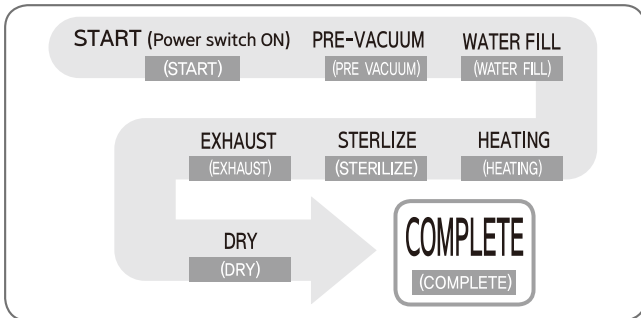 START (Power switch ON)
(START)
PRE-VACUUM
(PRE VACUUM)
WATER FILL
(WATER FILL)
HEATING
(HEATING)
STERLIZE
(STERILIZE)
EXHAUST
(EXHAUST)
DRY
(DRY)
COMPLETE
(COMPLETE)